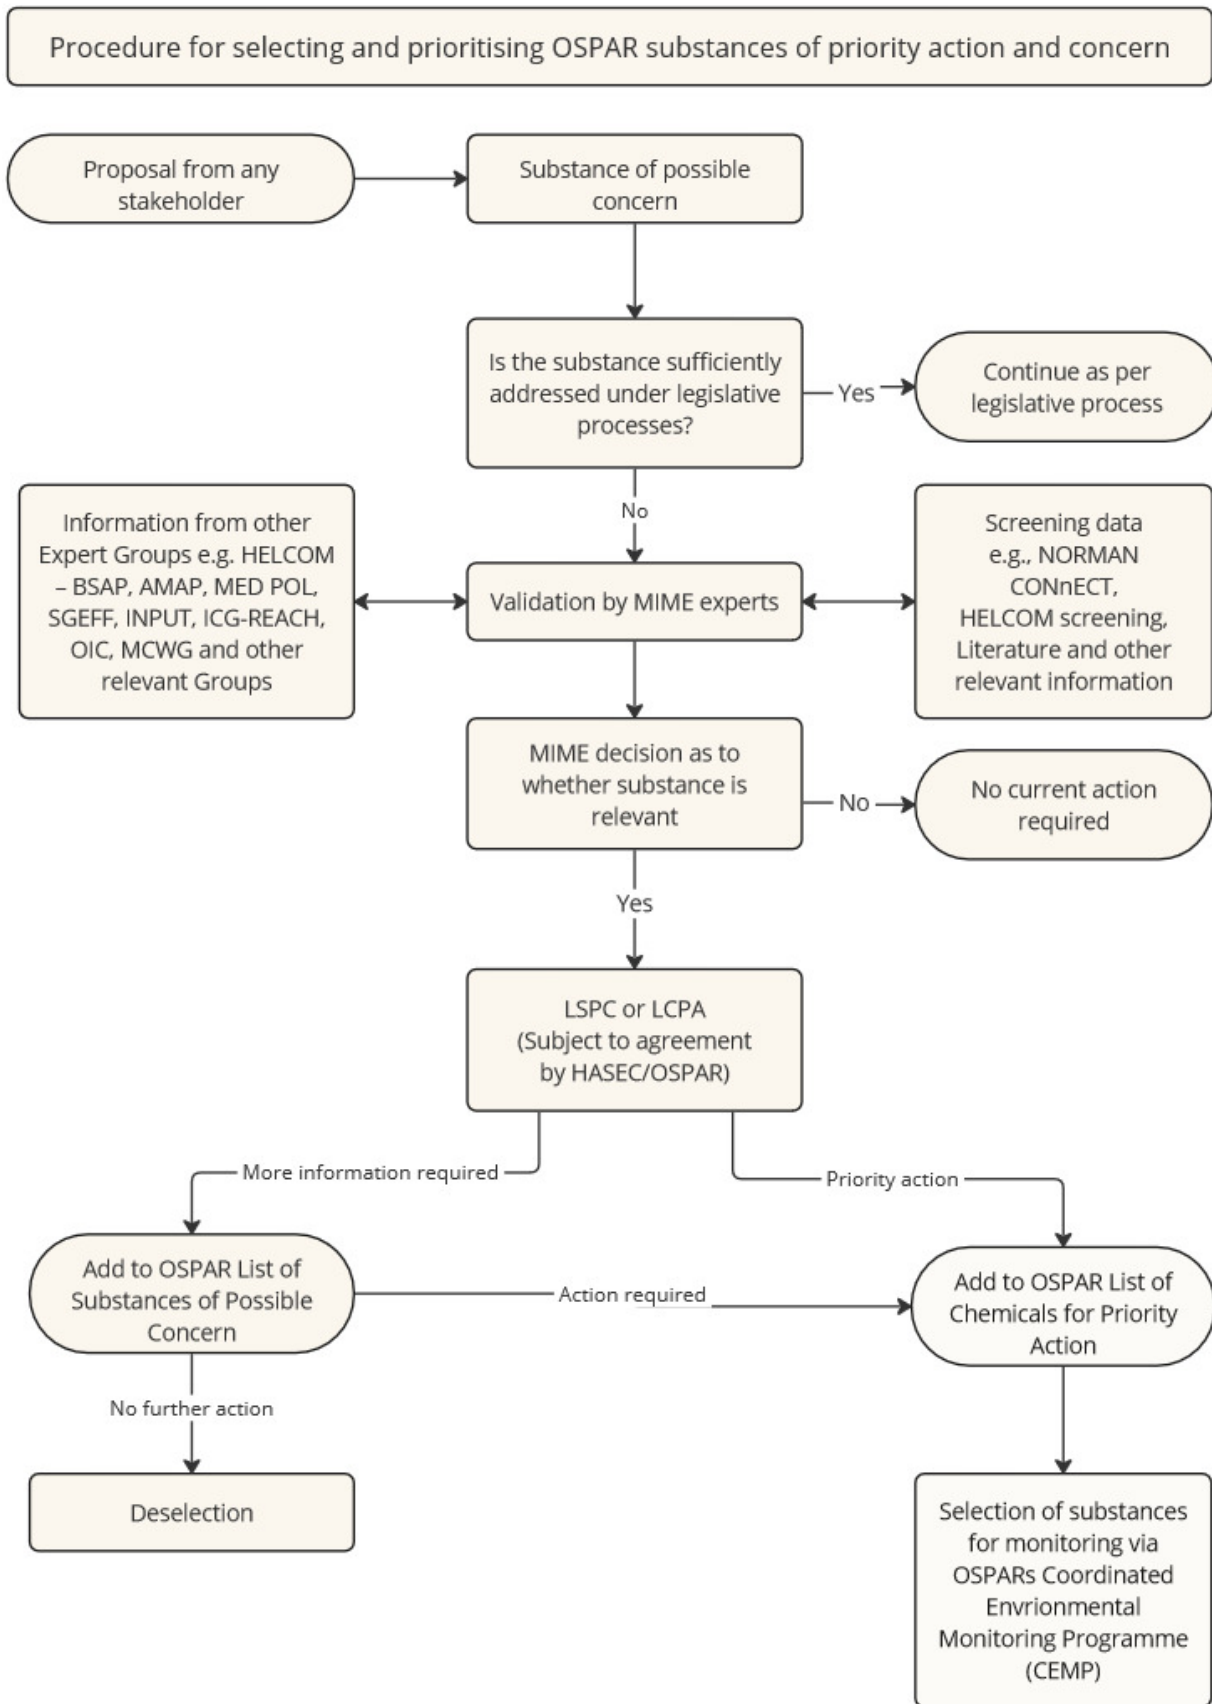 Procedure for selecting and prioritising OSPAR substances of priority action and concern
Proposal from any
stakeholder
Substance of possible
concern
Is the substance sufficiently
addressed under legislative
processes?
Yes
Continue as per
legislative process
No
Information from other
Expert Groups e.g. HELCOM
– BSAP, AMAP, MED POL,
SGEFF, INPUT, ICG-REACH,
OIC, MCWG and other
relevant Groups
Validation by MIME experts
Screening data
e.g., NORMAN
CONnECT,
HELCOM screening,
Literature and other
relevant information
MIME decision as to
whether substance is
relevant
No
No current action
required
Yes
LSPC or LCPA
(Subject to agreement
by HASEC/OSPAR)
More information required
Priority action
Add to OSPAR List of
Substances of Possible
Concern
Action required
Add to OSPAR List of
Chemicals for Priority
Action
No further action
Deselection
Selection of substances
for monitoring via
OSPARs Coordinated
Envrionmental
Monitoring Programme
(CEMP)